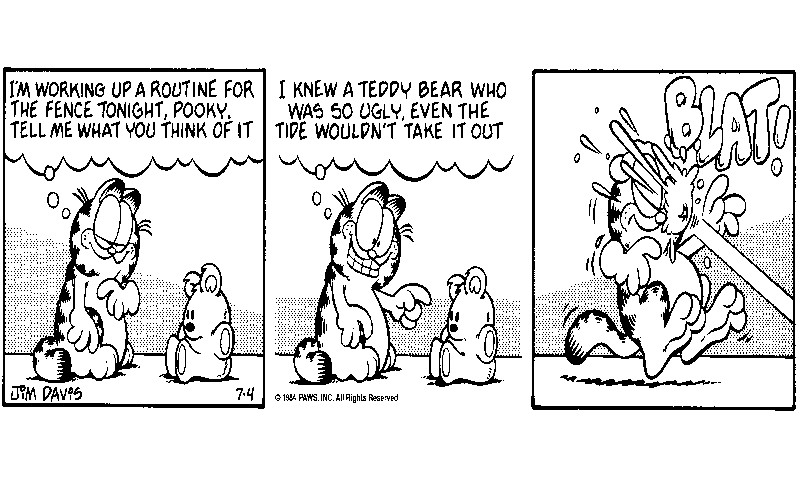 I'M WORKING UP A ROUTINE FOR
THE FENCE TONIGHT, POOKY.
TELL ME WHAT YOU THINK OF IT
JIM DAVIS
7-4
I KNEW A TEDDY BEAR WHO
WAS SO UGLY, EVEN THE
TIDE WOULDN'T TAKE IT OUT
© 1984 PAWS, INC. All Rights Reserved
BLAT!